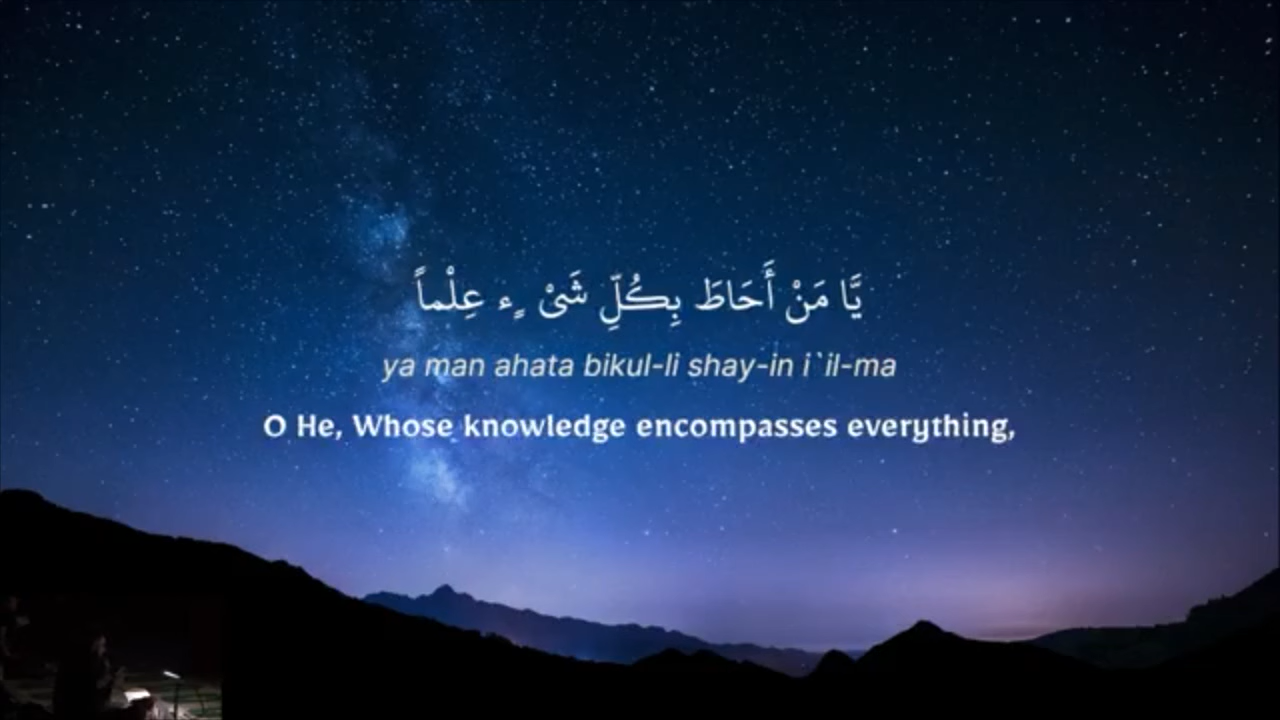 يَّا مَنْ أَحَاطَ بِكُلِّ شَىْ ٍء عِلْماً
ya man ahata bikul-li shay-in i`il-ma
O He, Whose knowledge encompasses everything,